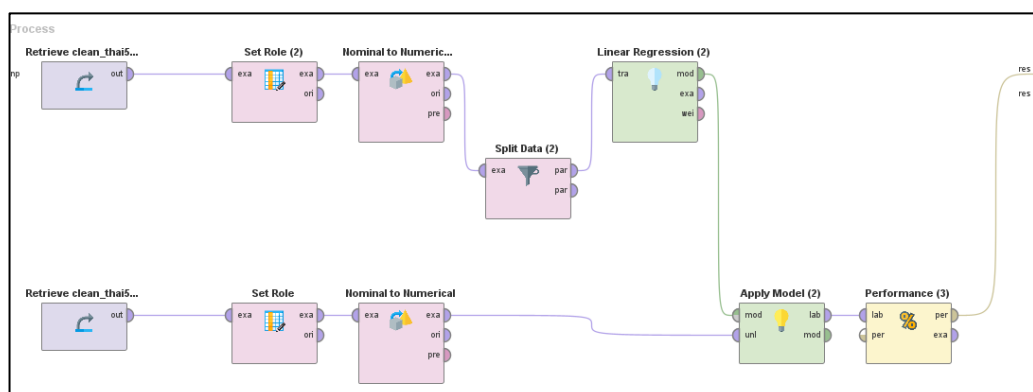 Process
Retrieve clean_thai5...
Set Role (2)
Nominal to Numeric...
Linear Regression (2)
np
out
exa
exa
ori
exa
exa
ori
pre
tra
mod
exa
wei
res
res
Split Data (2)
exa
par
par
Retrieve clean_thai5...
Set Role
Nominal to Numerical
Apply Model (2)
Performance (3)
out
exa
exa
ori
exa
exa
ori
pre
mod
lab
unl
mod
lab
per
per
exa
%